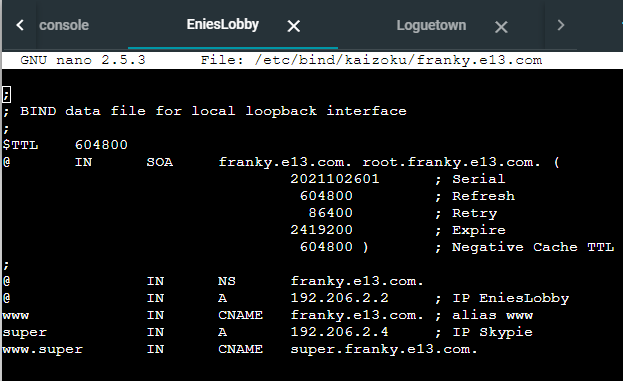 console EniesLobby Loguetown
GNU nano 2.5.3 File: /etc/bind/kaizoku/franky.e13.com
;
; BIND data file for local loopback interface
;
$TTL 604800
@ IN SOA franky.e13.com. root.franky.e13.com. (
2021102601 ; Serial
604800 ; Refresh
86400 ; Retry
2419200 ; Expire
604800 ) ; Negative Cache TTL
;
@ IN NS franky.e13.com.
@ IN A 192.206.2.2 ; IP EniesLobby
www IN CNAME franky.e13.com. ; alias www
super IN A 192.206.2.4 ; IP Skypie
www.super IN CNAME super.franky.e13.com.